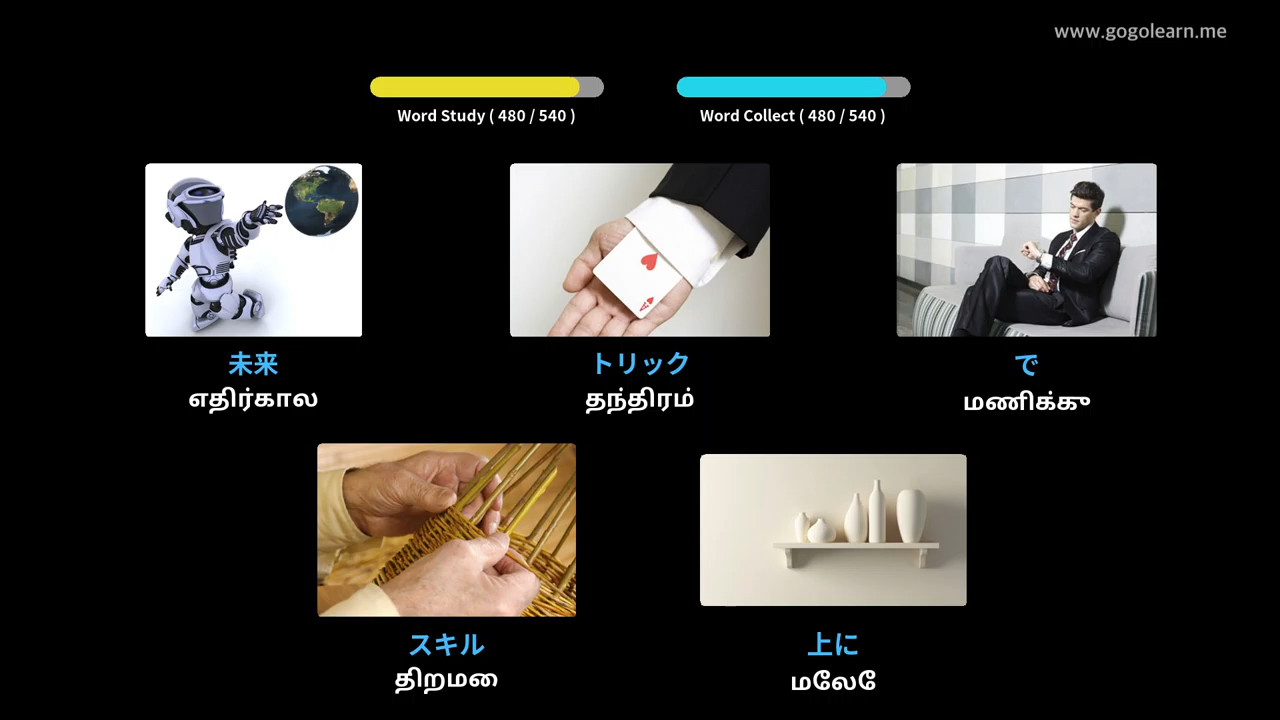 www.gogolearn.me
Word Study ( 480 / 540 )
Word Collect ( 480 / 540 )
未来
எதிர்கால
トリック
தந்திரம்
で
மணிக்கு
スキル
திறமை
上に
மேலே